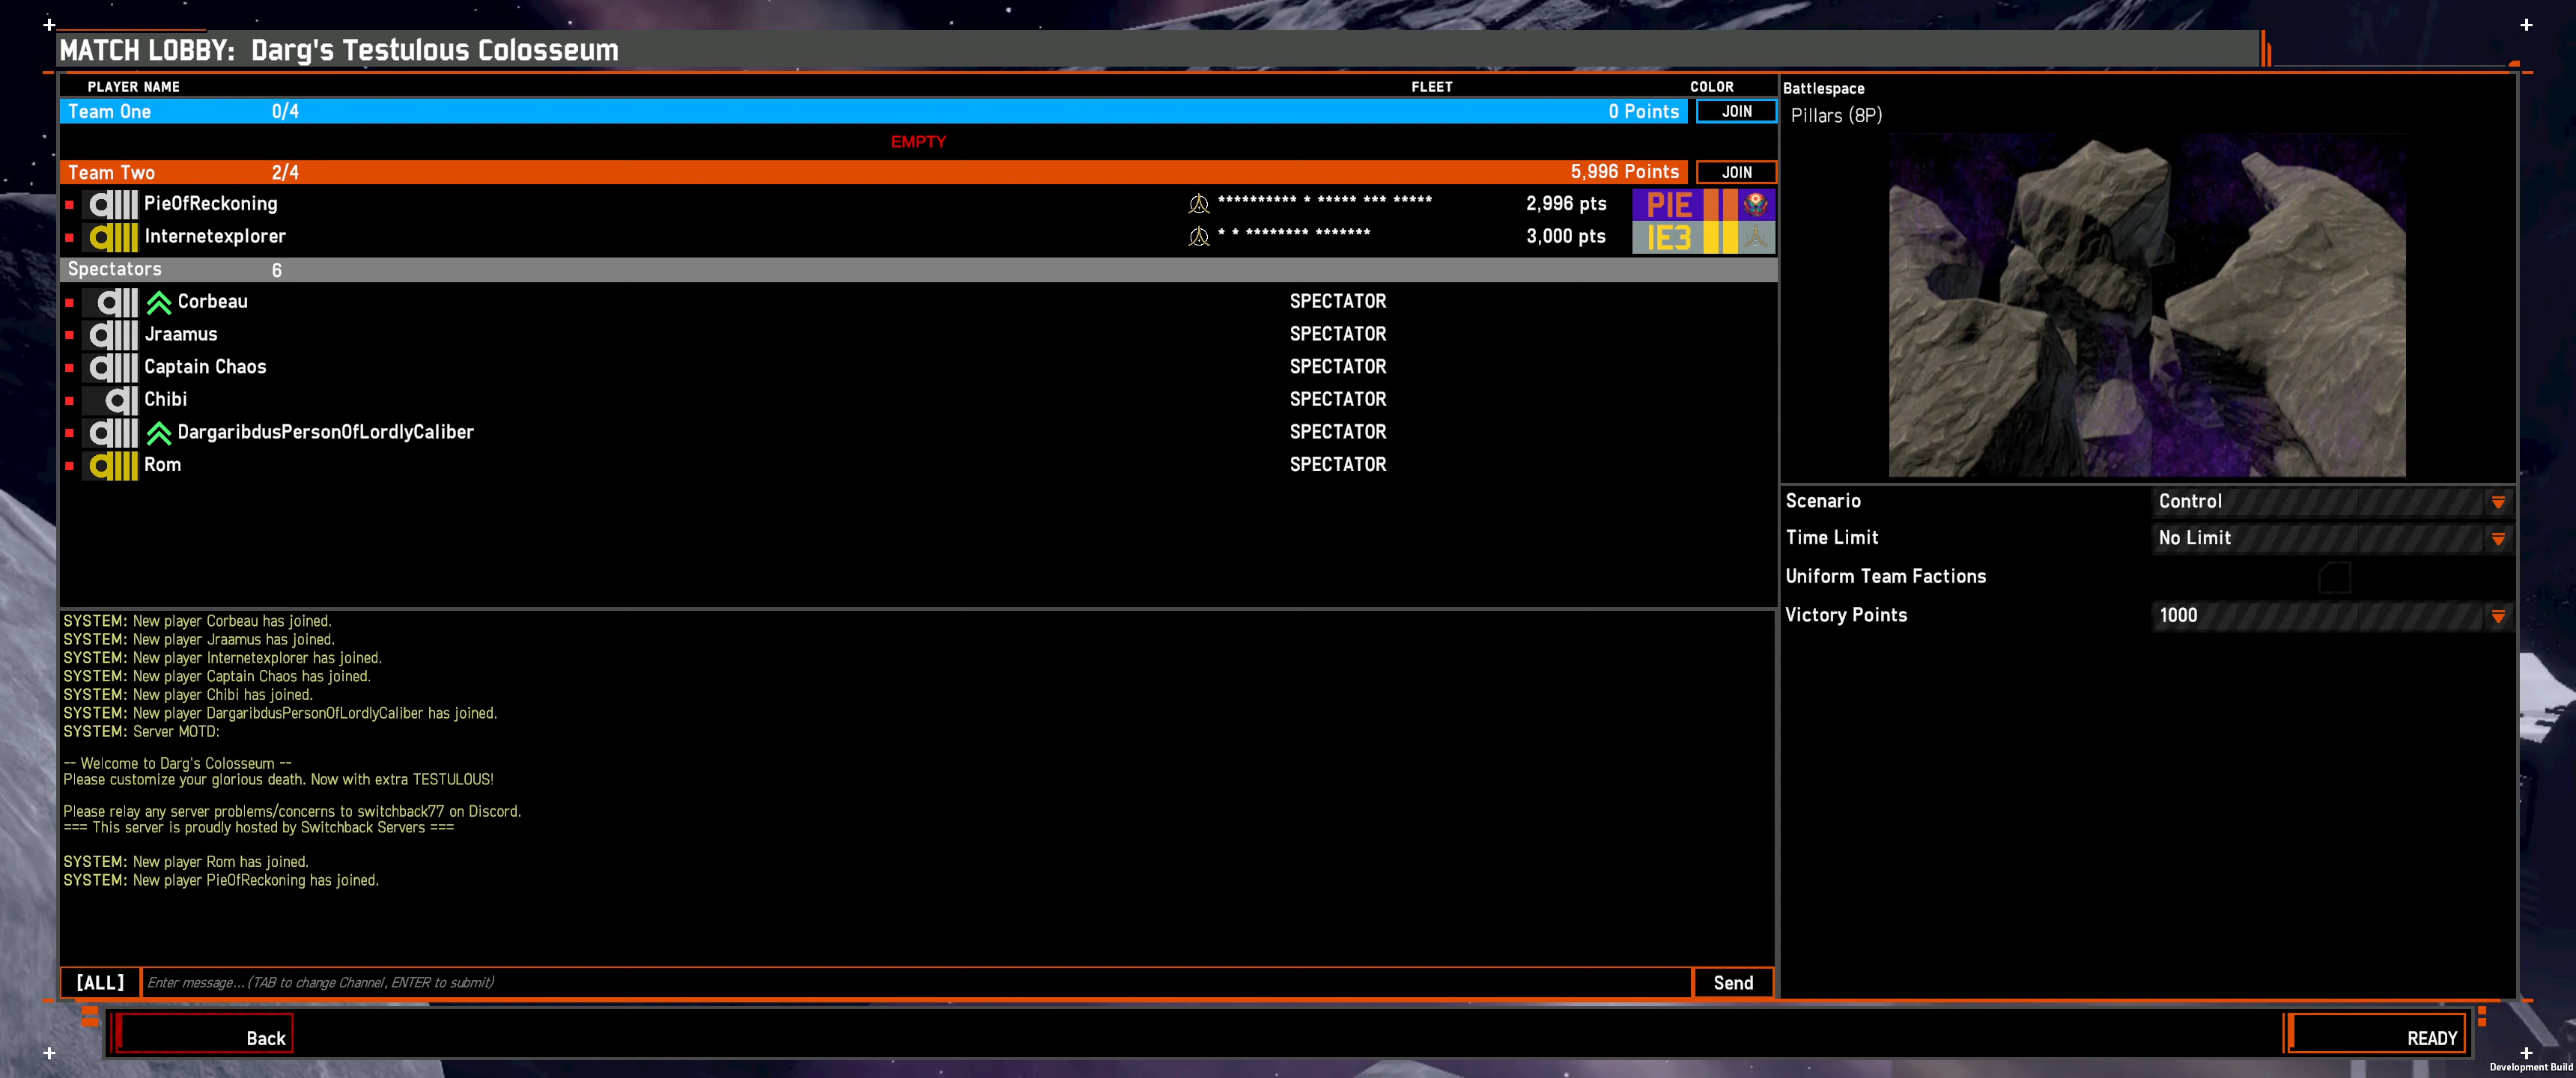 MATCH LOBBY: Darg's Testulous Colosseum
PLAYER NAME FLEET COLOR
Team One 0/4 0 Points JOIN
EMPTY
Team Two 2/4 5,996 Points JOIN
PieOfReckoning ********** * ***** *** ***** 2,996 pts PIE
Internetexplorer * * ******** ******* 3,000 pts IE3
Spectators 6
Corbeau SPECTATOR
Jraamus SPECTATOR
Captain Chaos SPECTATOR
Chibi SPECTATOR
DargaribdusPersonOfLordlyCaliber SPECTATOR
Rom SPECTATOR
SYSTEM: New player Corbeau has joined.
SYSTEM: New player Jraamus has joined.
SYSTEM: New player Internetexplorer has joined.
SYSTEM: New player Captain Chaos has joined.
SYSTEM: New player Chibi has joined.
SYSTEM: New player DargaribdusPersonOfLordlyCaliber has joined.
SYSTEM: Server MOTD:
-- Welcome to Darg's Colosseum --
Please customize your glorious death. Now with extra TESTULOUS!
Please relay any server problems/concerns to switchback77 on Discord.
=== This server is proudly hosted by Switchback Servers ===
SYSTEM: New player Rom has joined.
SYSTEM: New player PieOfReckoning has joined.
[ALL] Enter message... (TAB to change Channel, ENTER to submit) Send
Battlespace
Pillars (8P)
Scenario Control
Time Limit No Limit
Uniform Team Factions
Victory Points 1000
Back READY
Development Build